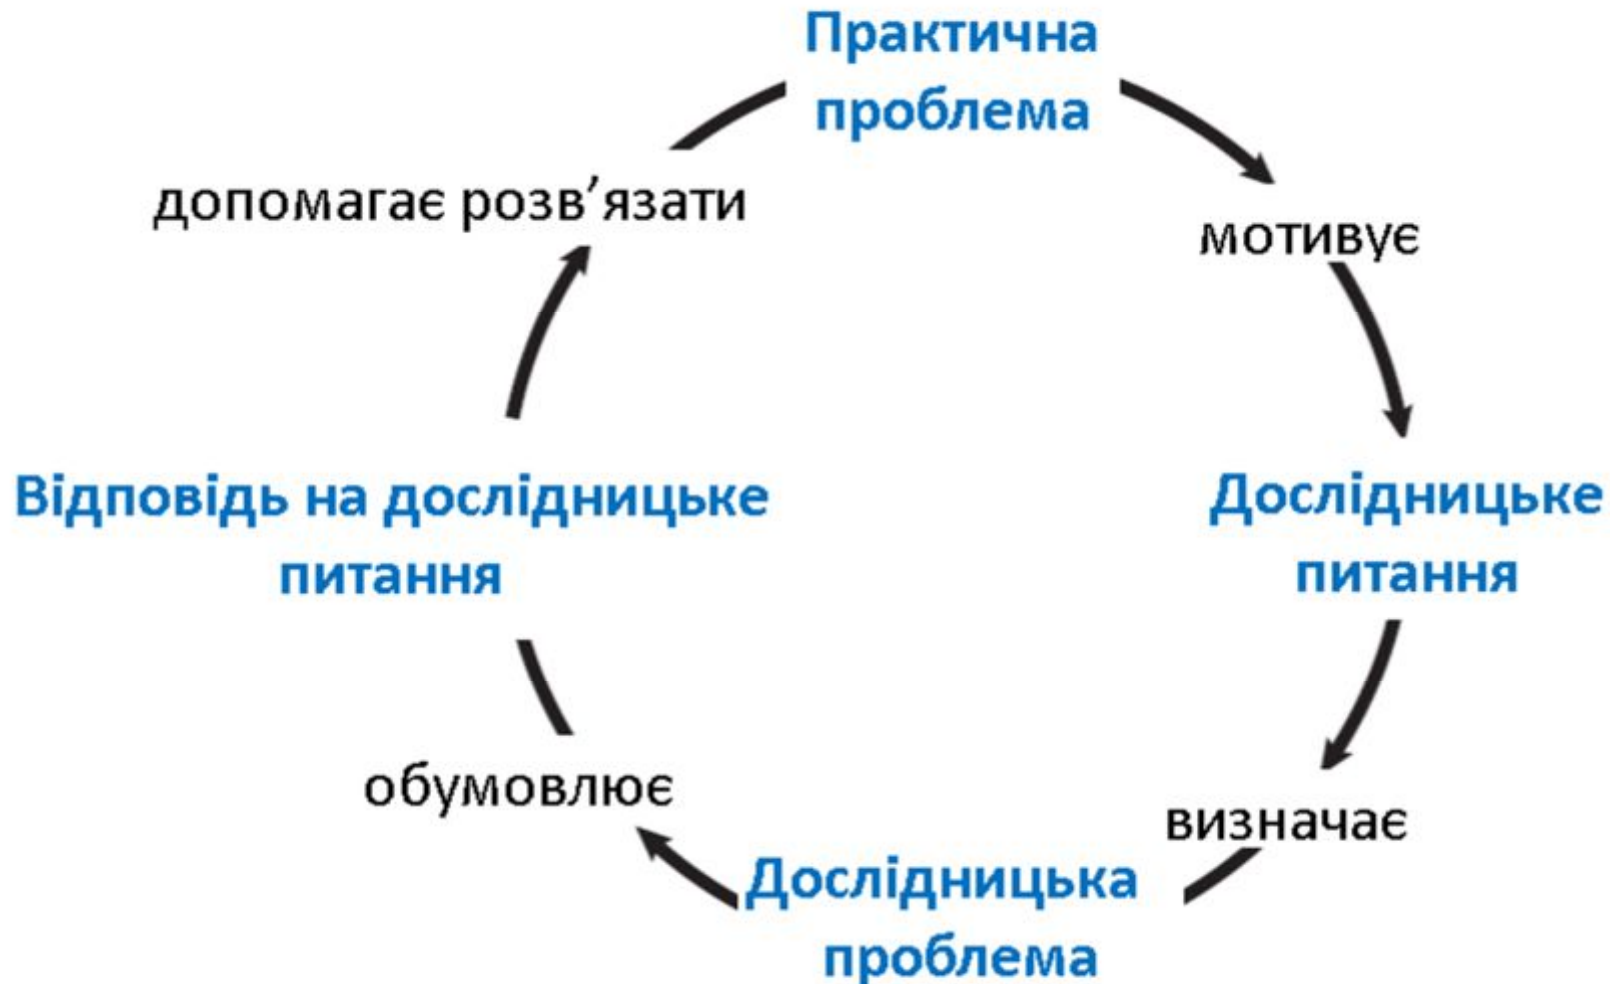 Практична
проблема
мотивує
Дослідницьке
питання
визначає
Дослідницька
проблема
обумовлює
Відповідь на дослідницьке
питання
допомагає розв’язати